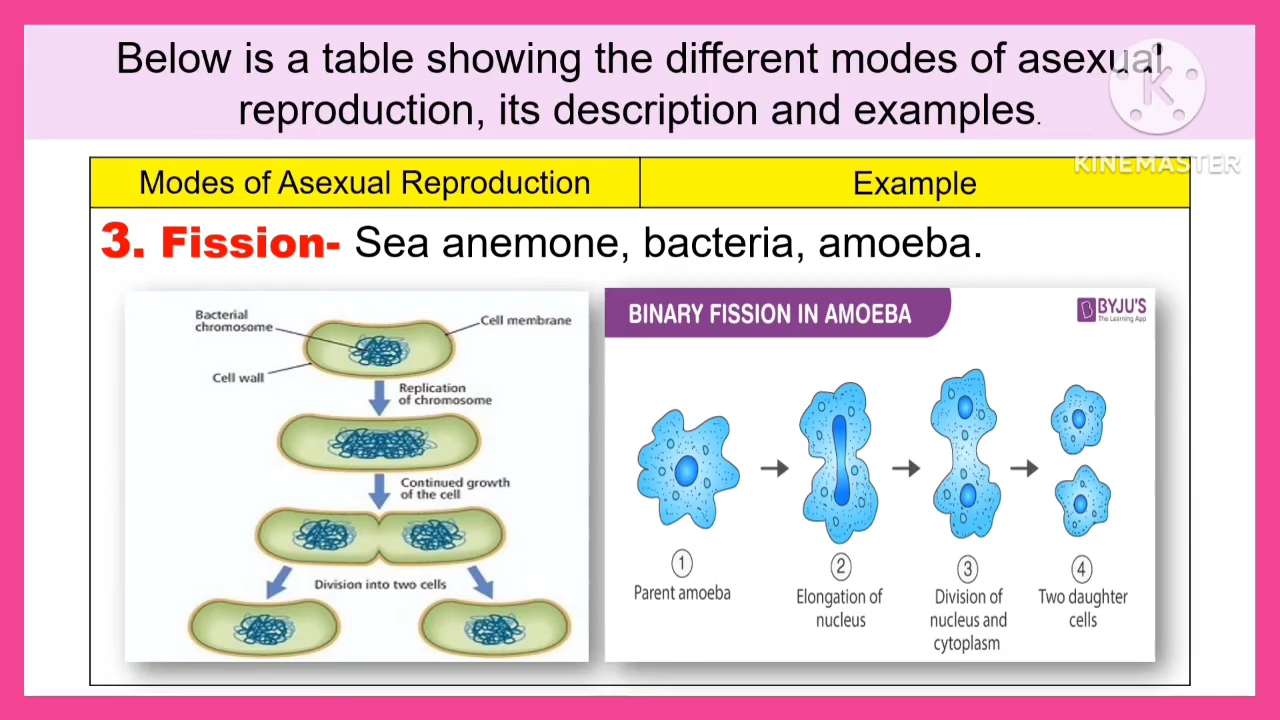 Below is a table showing the different modes of asexual
reproduction, its description and examples.
K
KINEMASTER
Modes of Asexual Reproduction
Example
3. Fission- Sea anemone, bacteria, amoeba.
Bacterial
chromosome
Cell membrane
Cell wall
Replication
of chromosome
Continued growth
of the cell
Division into two cells
BINARY FISSION IN AMOEBA
B
BYJU'S
The Learning App
1
Parent amoeba
2
Elongation of
nucleus
3
Division of
nucleus and
cytoplasm
4
Two daughter
cells